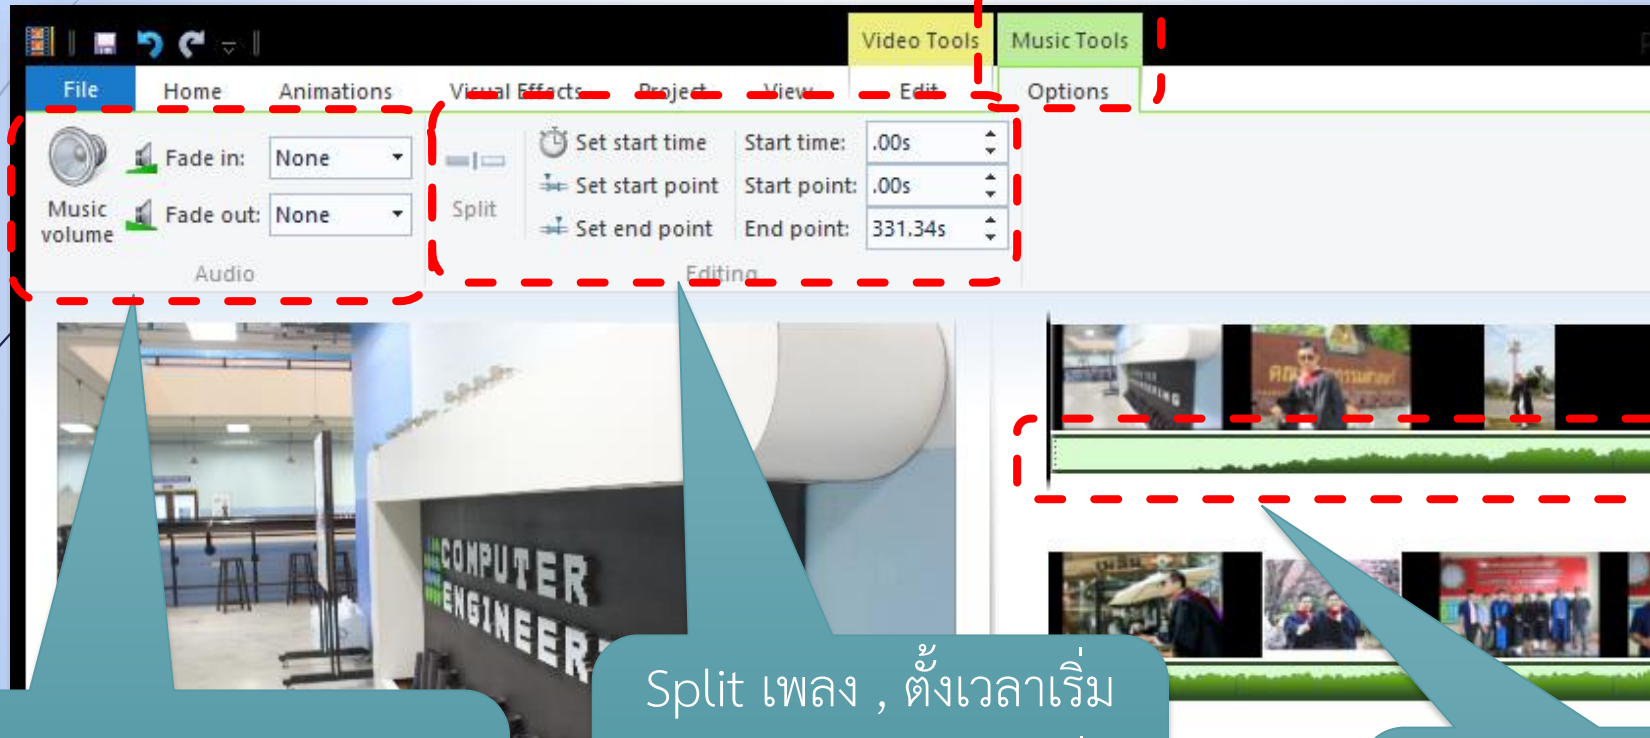 Video Tools Music Tools
File Home Animations Visual Effects Project View Edit Options
Fade in: None
Music volume
Fade out: None
Audio
Split
Set start time Start time: .00s
Set start point Start point: .00s
Set end point End point: 331.34s
Editing
COMPUTER
Split เพลง , ตั้งเวลาเริ่ม